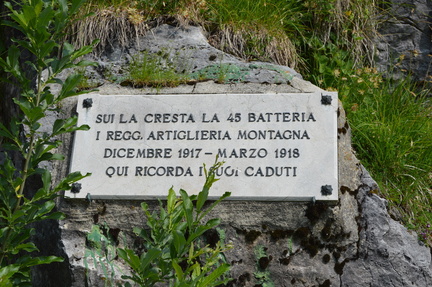 SUI LA CRESTA LA 45 BATTERIA
I REGG. ARTIGLIERIA MONTAGNA
DICEMBRE 1917 - MARZO 1918
QUI RICORDA I SUOI CADUTI